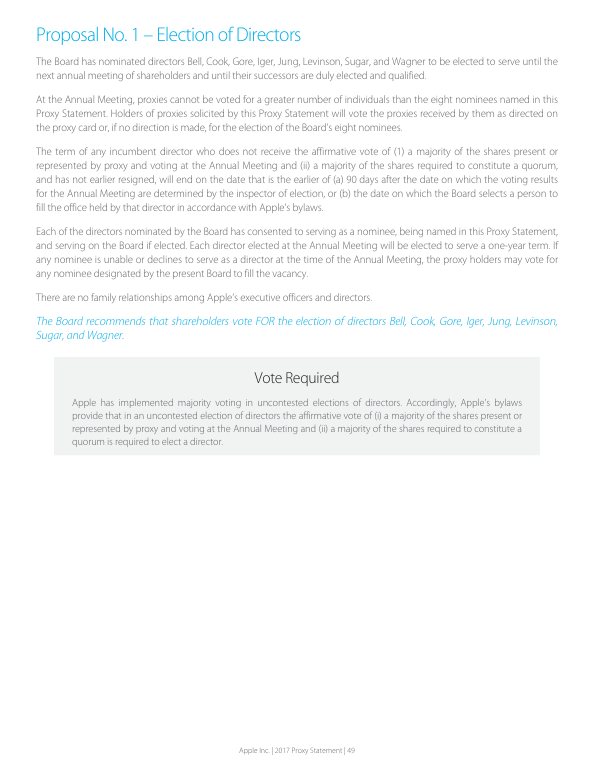 Proposal No. 1 – Election of Directors
The Board has nominated directors Bell, Cook, Gore, Iger, Jung, Levinson, Sugar, and Wagner to be elected to serve until the
next annual meeting of shareholders and until their successors are duly elected and qualified.
At the Annual Meeting, proxies cannot be voted for a greater number of individuals than the eight nominees named in this
Proxy Statement. Holders of proxies solicited by this Proxy Statement will vote the proxies received by them as directed on
the proxy card or, if no direction is made, for the election of the Board's eight nominees.
The term of any incumbent director who does not receive the affirmative vote of (1) a majority of the shares present or
represented by proxy and voting at the Annual Meeting and (ii) a majority of the shares required to constitute a quorum,
and has not earlier resigned, will end on the date that is the earlier of (a) 90 days after the date on which the voting results
for the Annual Meeting are determined by the inspector of election, or (b) the date on which the Board selects a person to
fill the office held by that director in accordance with Apple's bylaws.
Each of the directors nominated by the Board has consented to serving as a nominee, being named in this Proxy Statement,
and serving on the Board if elected. Each director elected at the Annual Meeting will be elected to serve a one-year term. If
any nominee is unable or declines to serve as a director at the time of the Annual Meeting, the proxy holders may vote for
any nominee designated by the present Board to fill the vacancy.
There are no family relationships among Apple's executive officers and directors.
The Board recommends that shareholders vote FOR the election of directors Bell, Cook, Gore, Iger, Jung, Levinson,
Sugar, and Wagner.
Vote Required
Apple has implemented majority voting in uncontested elections of directors. Accordingly, Apple's bylaws
provide that in an uncontested election of directors the affirmative vote of (i) a majority of the shares present or
represented by proxy and voting at the Annual Meeting and (ii) a majority of the shares required to constitute a
quorum is required to elect a director.
Apple Inc. | 2017 Proxy Statement | 49